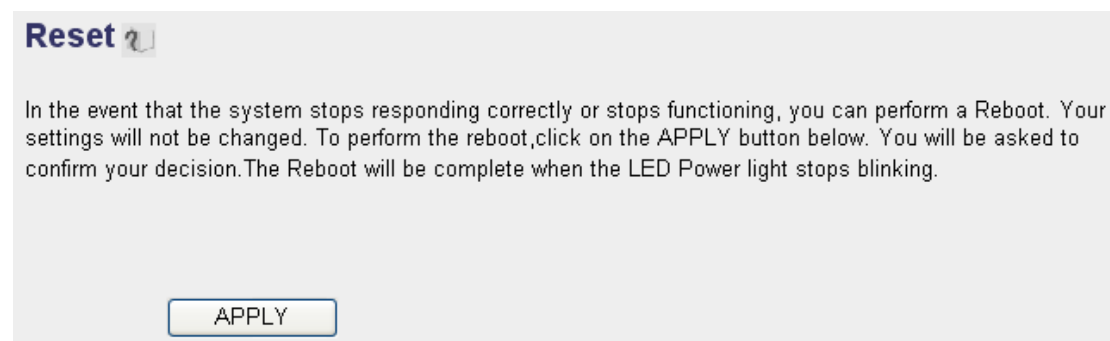 Reset
In the event that the system stops responding correctly or stops functioning, you can perform a Reboot. Your
settings will not be changed. To perform the reboot,click on the APPLY button below. You will be asked to
confirm your decision.The Reboot will be complete when the LED Power light stops blinking.
APPLY